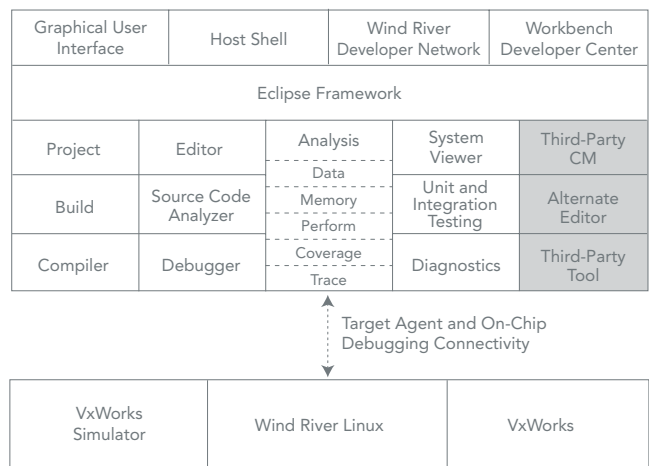 Graphical User
Interface
Host Shell
Wind River
Developer Network
Workbench
Developer Center
Eclipse Framework
Project
Editor
Analysis
System
Viewer
Third-Party
CM
Data
Build
Source Code
Analyzer
Memory
Unit and
Integration
Testing
Alternate
Editor
Perform
Compiler
Debugger
Coverage
Diagnostics
Third-Party
Tool
Trace
Target Agent and On-Chip
Debugging Connectivity
VxWorks
Simulator
Wind River Linux
VxWorks